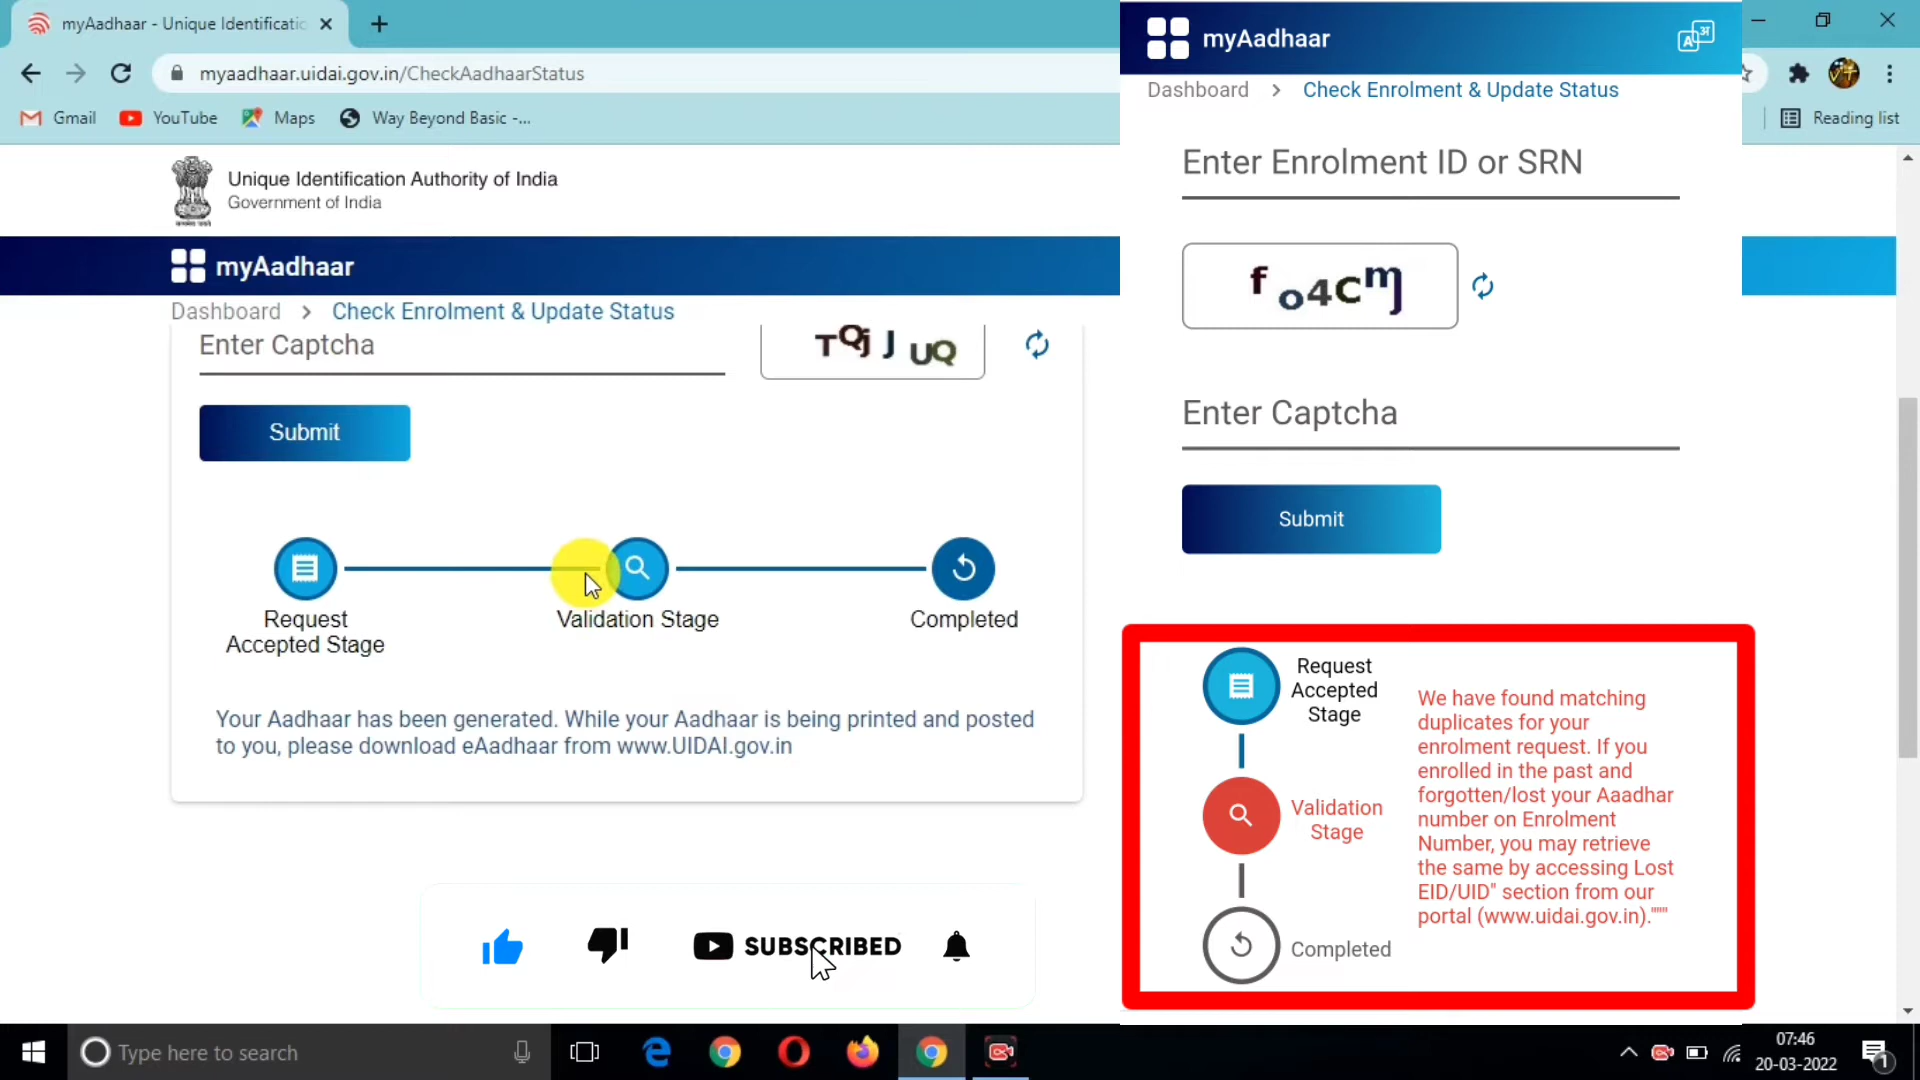 myAadhaar - Unique Identificatio
myaadhaar.uidai.gov.in/CheckAadhaarStatus
Gmail
YouTube
Maps
Way Beyond Basic -...
Reading list
Unique Identification Authority of India
Government of India
myAadhaar
Dashboard > Check Enrolment & Update Status
Enter Captcha
TQjJUQ
Submit
Request
Accepted Stage
Validation Stage
Completed
Your Aadhaar has been generated. While your Aadhaar is being printed and posted
to you, please download eAadhaar from www.UIDAI.gov.in
SUBSCRIBED
myAadhaar
Dashboard > Check Enrolment & Update Status
Enter Enrolment ID or SRN
fo4CmJ
Enter Captcha
Submit
Request
Accepted
Stage
Validation
Stage
Completed
We have found matching
duplicates for your
enrolment request. If you
enrolled in the past and
forgotten/lost your Aaadhar
number on Enrolment
Number, you may retrieve
the same by accessing Lost
EID/UID" section from our
portal (www.uidai.gov.in)."""
Type here to search
07:46
20-03-2022
1